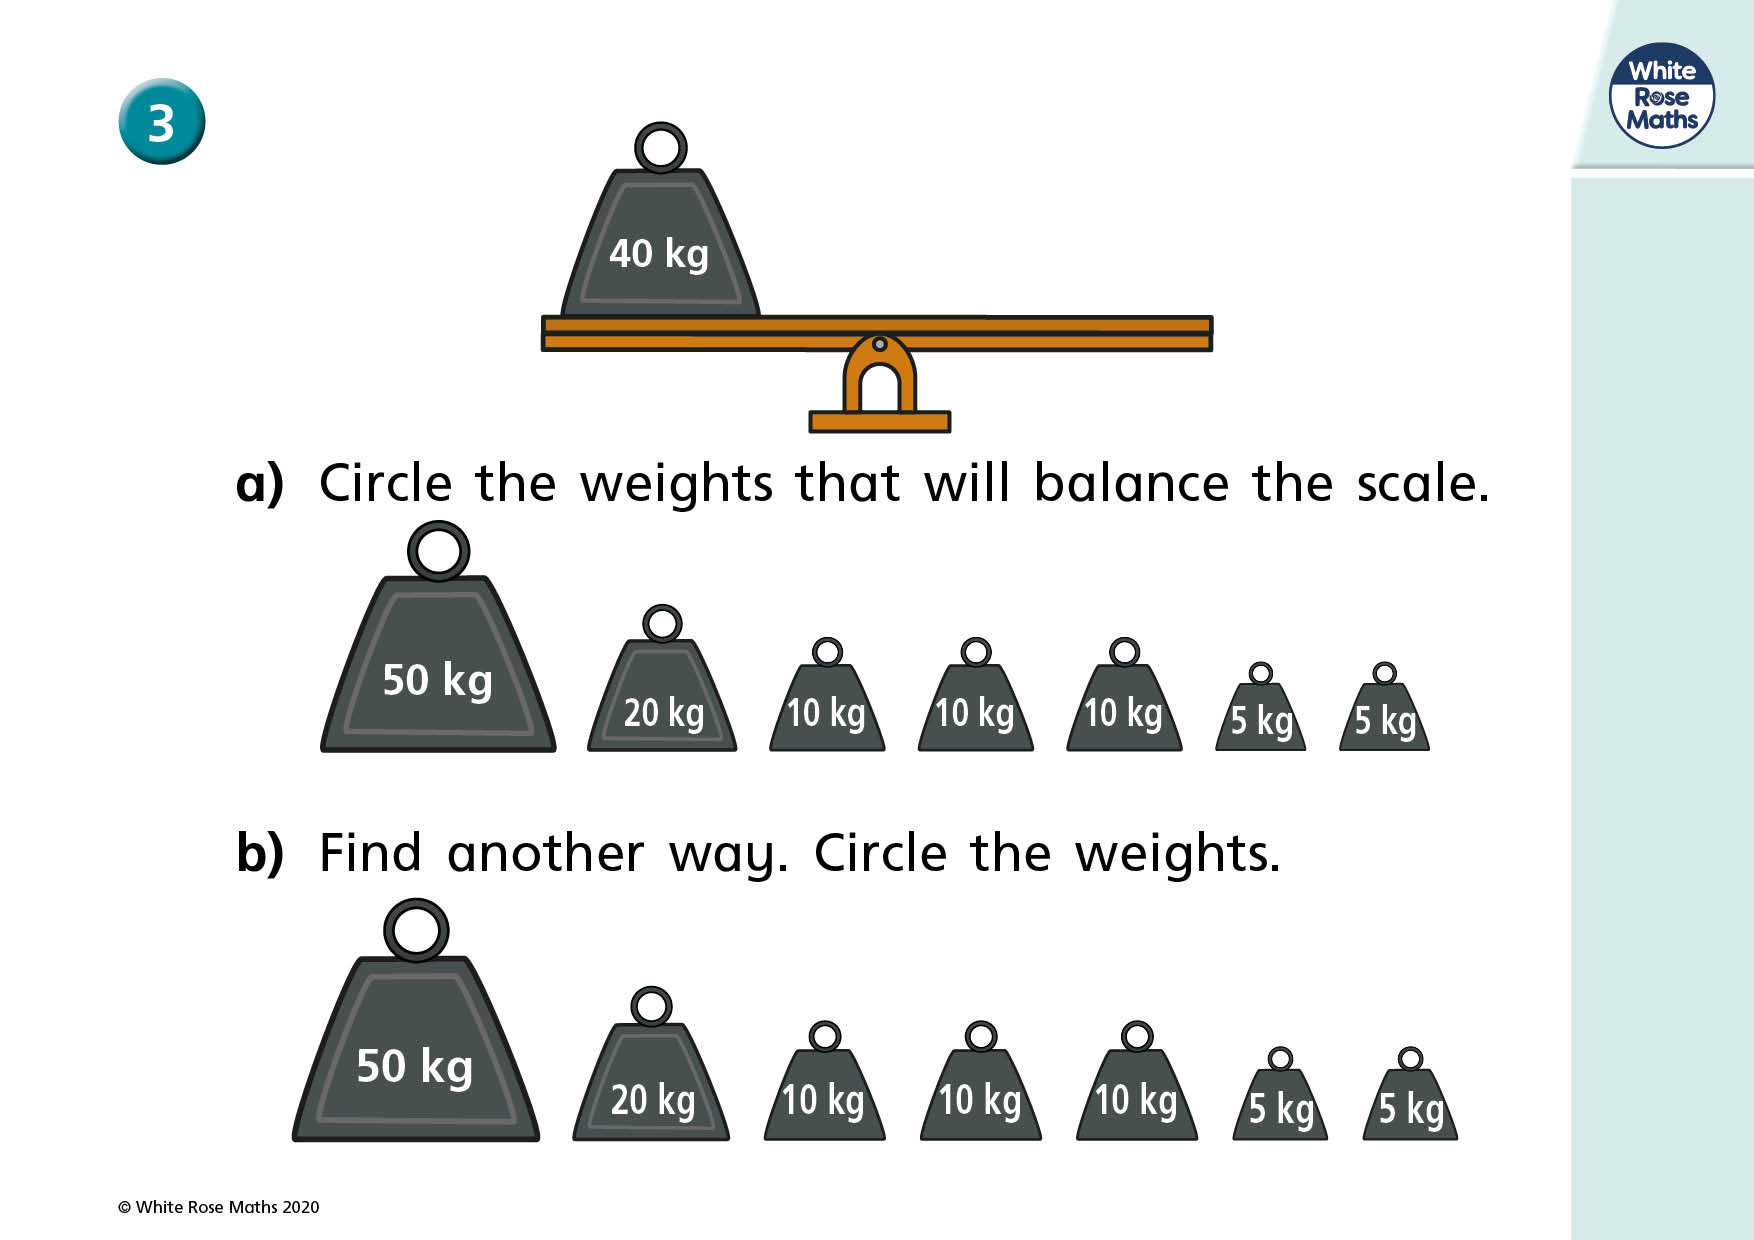 3
White
Rose
Maths
40 kg
a) Circle the weights that will balance the scale.
50 kg 20 kg 10 kg 10 kg 10 kg 5 kg 5 kg
b) Find another way. Circle the weights.
50 kg 20 kg 10 kg 10 kg 10 kg 5 kg 5 kg
© White Rose Maths 2020